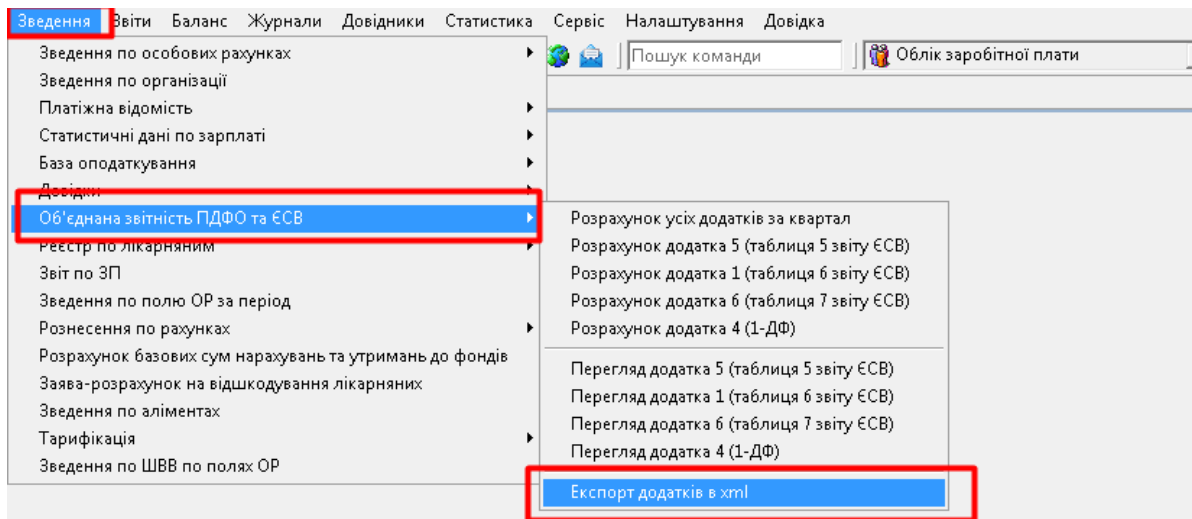 Зведення Звіти Баланс Журнали Довідники Статистика Сервіс Налаштування Довідка
Пошук команди Облік заробітної плати
Зведення по особових рахунках
Зведення по організації
Платіжна відомість
Статистичні дані по зарплаті
База оподаткування
Довідки
Об'єднана звітність ПДФО та ЄСВ
Реєстр по лікарняним
Звіт по ЗП
Зведення по полю ОР за період
Рознесення по рахунках
Розрахунок базових сум нарахувань та утримань до фондів
Заява-розрахунок на відшкодування лікарняних
Зведення по аліментах
Тарифікація
Зведення по ШВВ по полях ОР
Розрахунок усіх додатків за квартал
Розрахунок додатка 5 (таблиця 5 звіту ЄСВ)
Розрахунок додатка 1 (таблиця 6 звіту ЄСВ)
Розрахунок додатка 6 (таблиця 7 звіту ЄСВ)
Розрахунок додатка 4 (1-ДФ)
Перегляд додатка 5 (таблиця 5 звіту ЄСВ)
Перегляд додатка 1 (таблиця 6 звіту ЄСВ)
Перегляд додатка 6 (таблиця 7 звіту ЄСВ)
Перегляд додатка 4 (1-ДФ)
Експорт додатків в xml